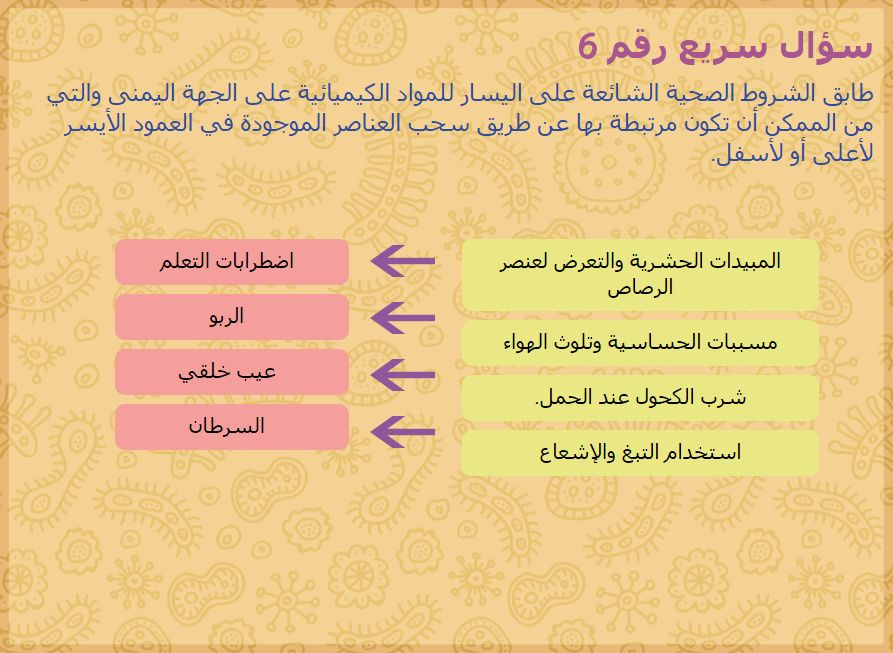 سؤال سريع رقم 6
طابق الشروط الصحية الشائعة على اليسار للمواد الكيميائية على الجهة اليمنى والتي
من الممكن أن تكون مرتبطة بها عن طريق سحب العناصر الموجودة في العمود الأيسر
لأعلى أو لأسفل.
المبيدات الحشرية والتعرض لعنصر
الرصاص
اضطرابات التعلم
مسببات الحساسية وتلوث الهواء
الربو
شرب الكحول عند الحمل.
عيب خلقي
استخدام التبغ والإشعاع
السرطان